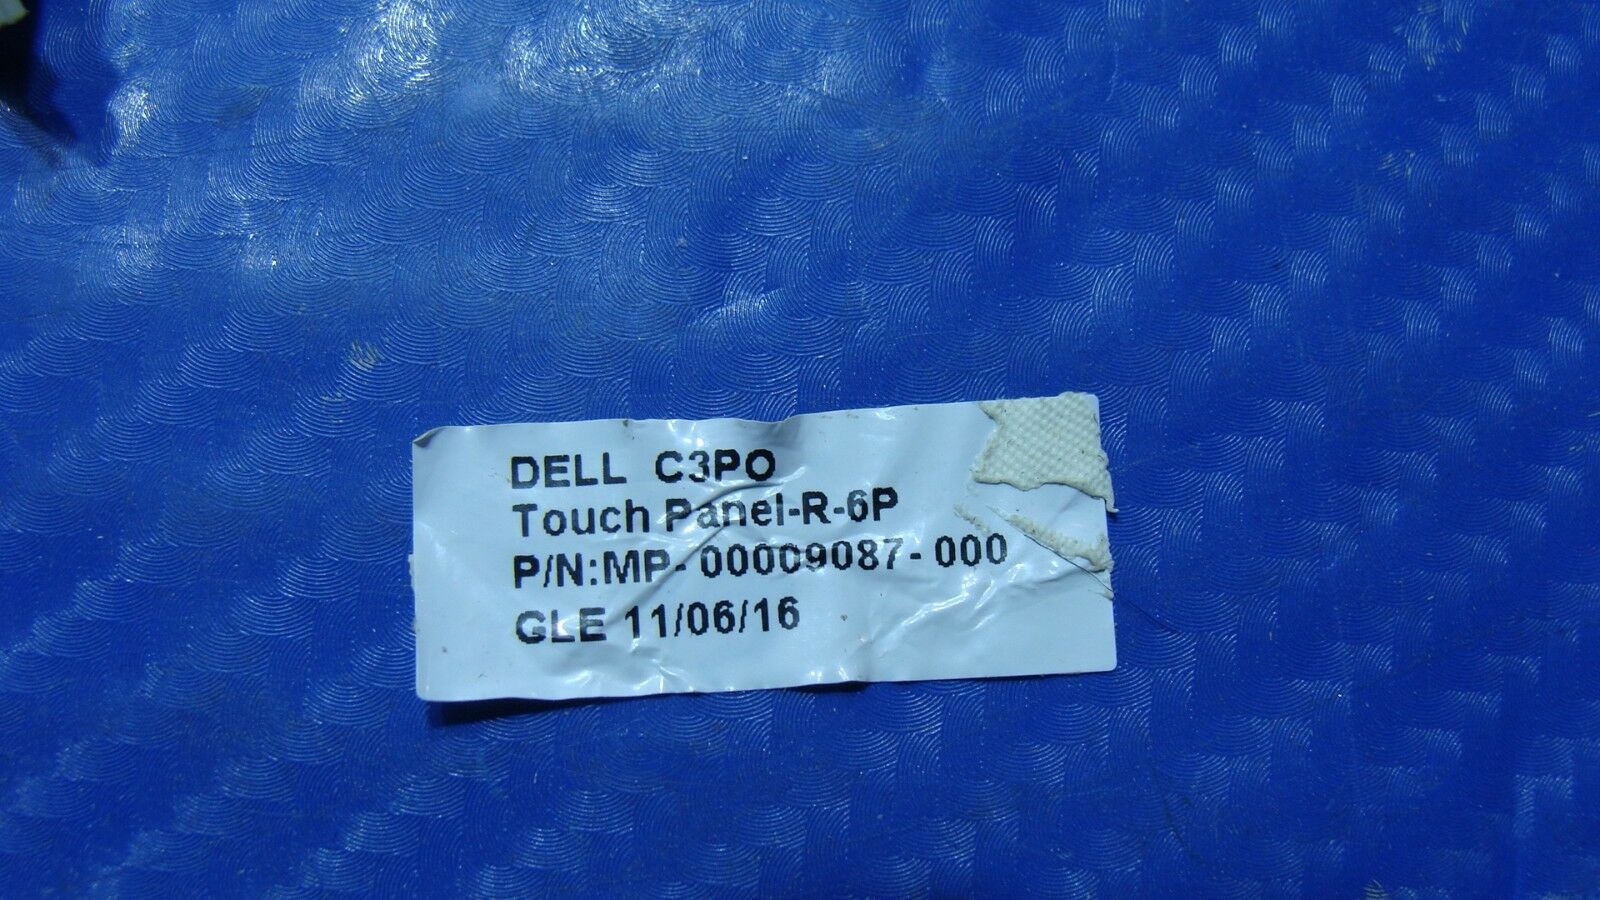 DELL C3PO
Touch Panel-R-6P
P/N:MP-00009087-000
GLE 11/06/16